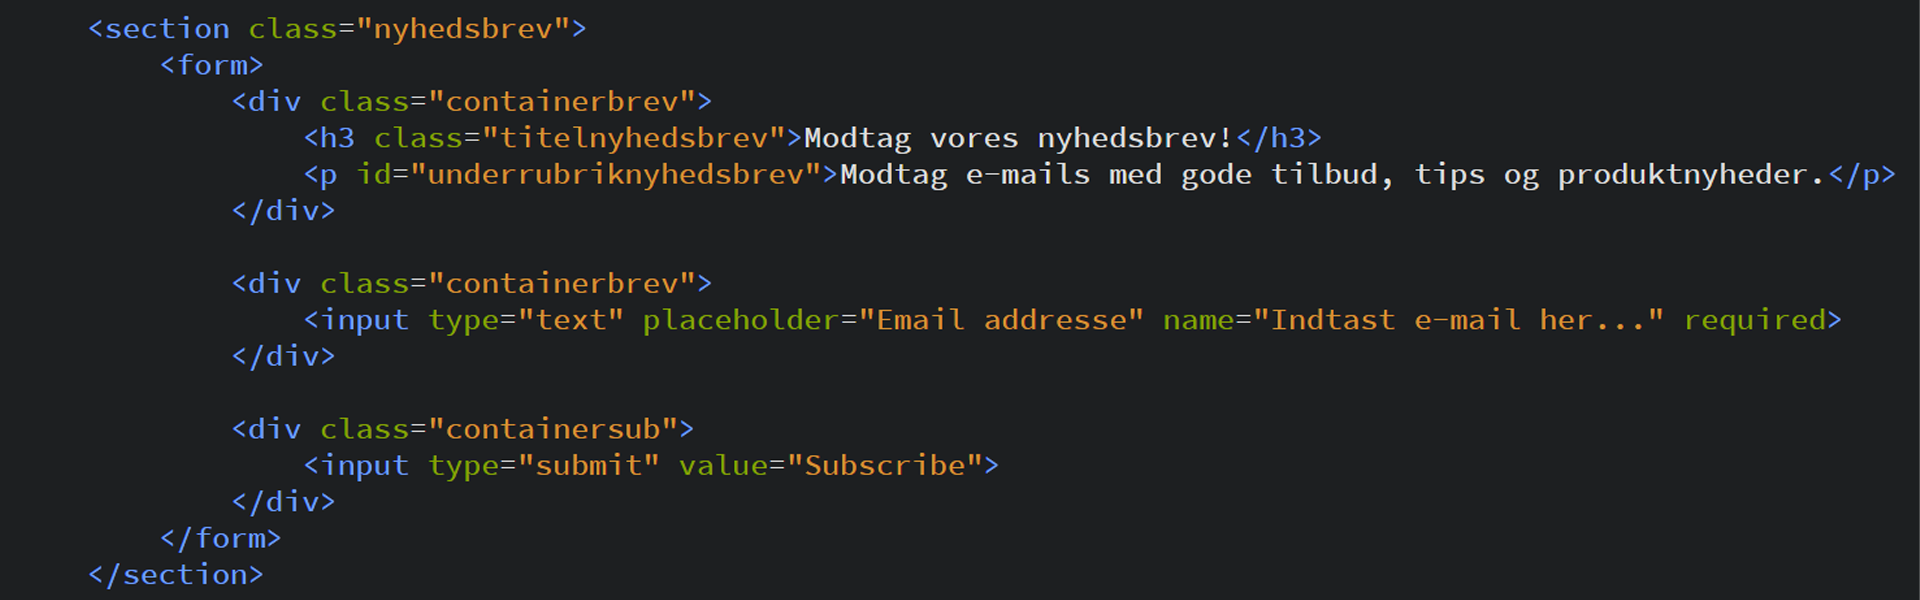 <section class="nyhedsbrev">
<form>
<div class="containerbrev">
<h3 class="titelnyhedsbrev">Modtag vores nyhedsbrev!</h3>
<p id="underrubriknyhedsbrev">Modtag e-mails med gode tilbud, tips og produktnyheder.</p>
</div>
<div class="containerbrev">
<input type="text" placeholder="Email addresse" name="Indtast e-mail her..." required>
</div>
<div class="containersub">
<input type="submit" value="Subscribe">
</div>
</form>
</section>